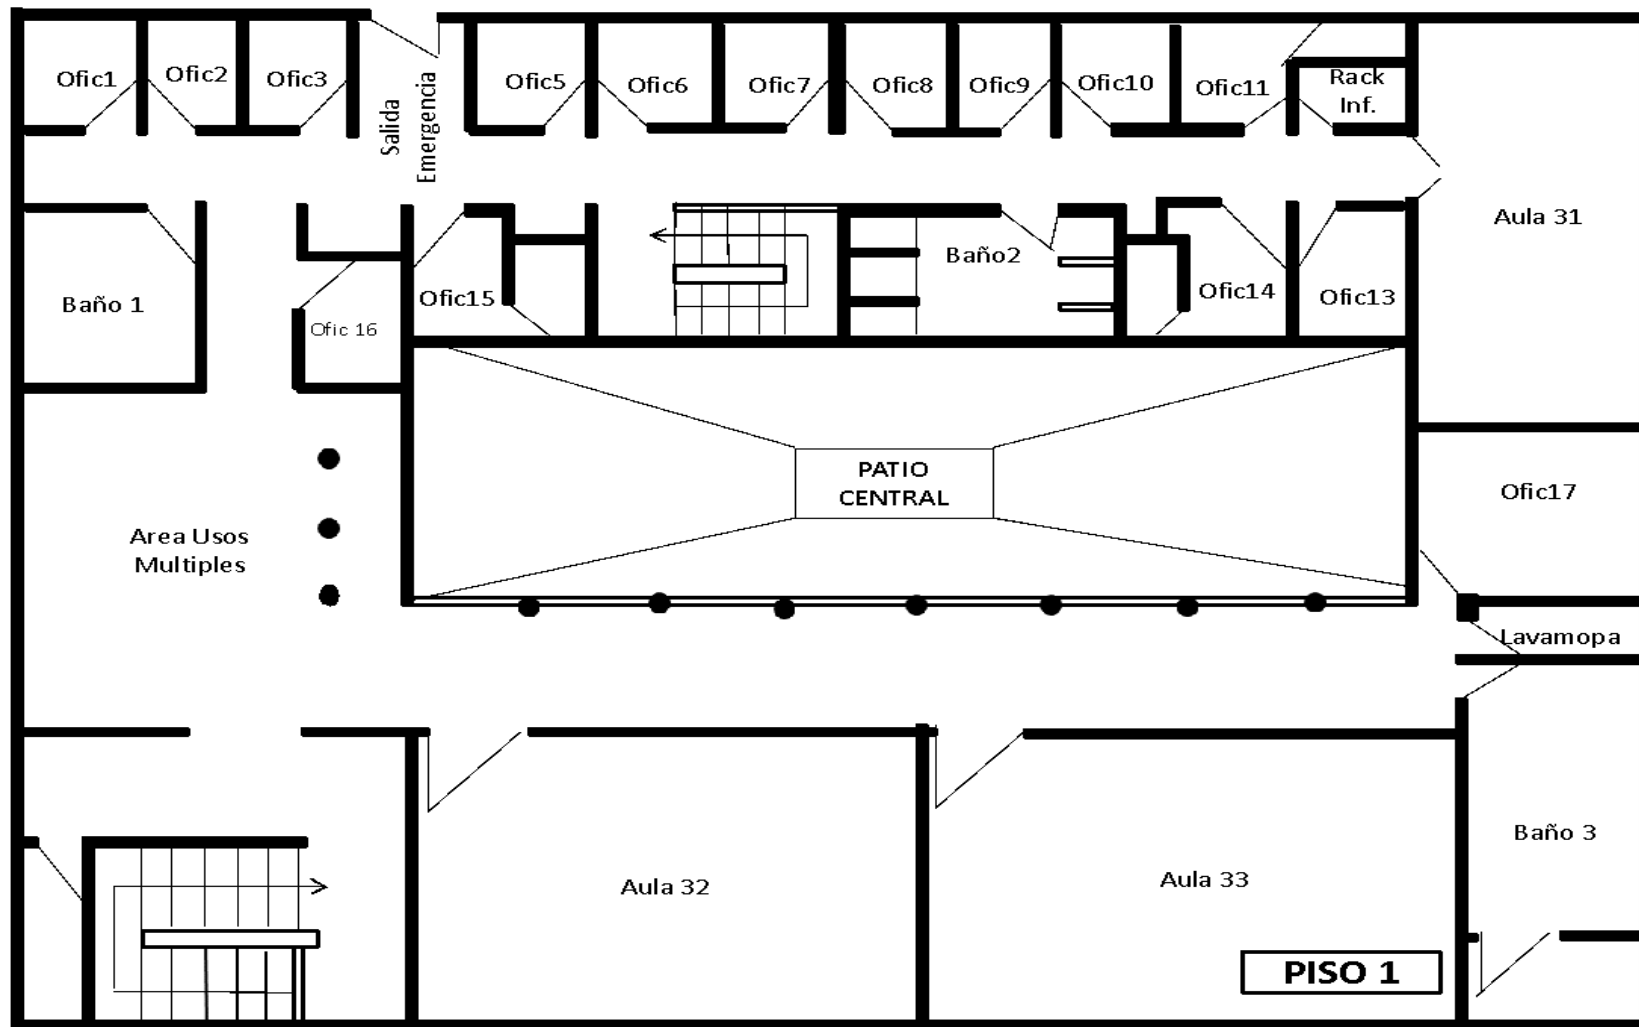 Ofic1
Ofic2
Ofic3
Salida
Emergencia
Ofic5
Ofic6
Ofic7
Ofic8
Ofic9
Ofic10
Ofic11
Rack
Inf.
Aula 31
Baño 1
Ofic 16
Ofic15
Baño2
Ofic14
Ofic13
PATIO
CENTRAL
Ofic17
Area Usos
Multiples
Lavamopa
Aula 32
Aula 33
Baño 3
PISO 1